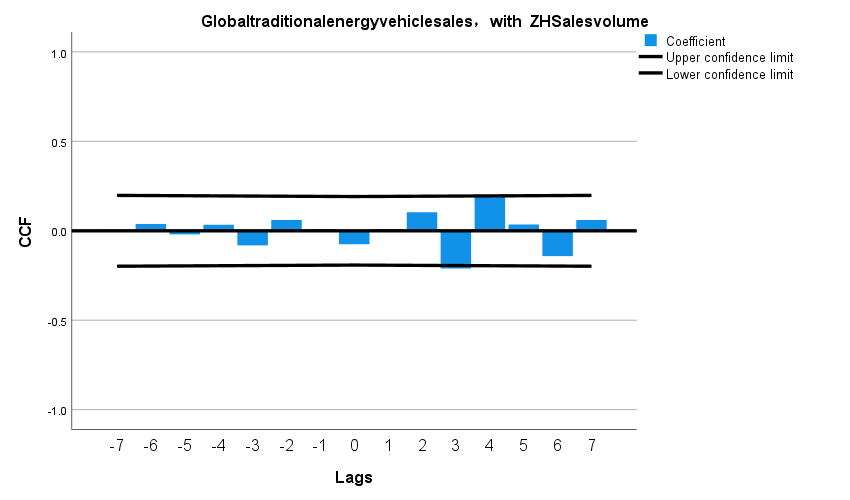 Globaltraditionalenergyvehiclesales，with ZHSalesvolume
Coefficient
Upper confidence limit
Lower confidence limit
1.0
0.5
0.0
-0.5
-1.0
CCF
-7 -6 -5 -4 -3 -2 -1 0 1 2 3 4 5 6 7
Lags